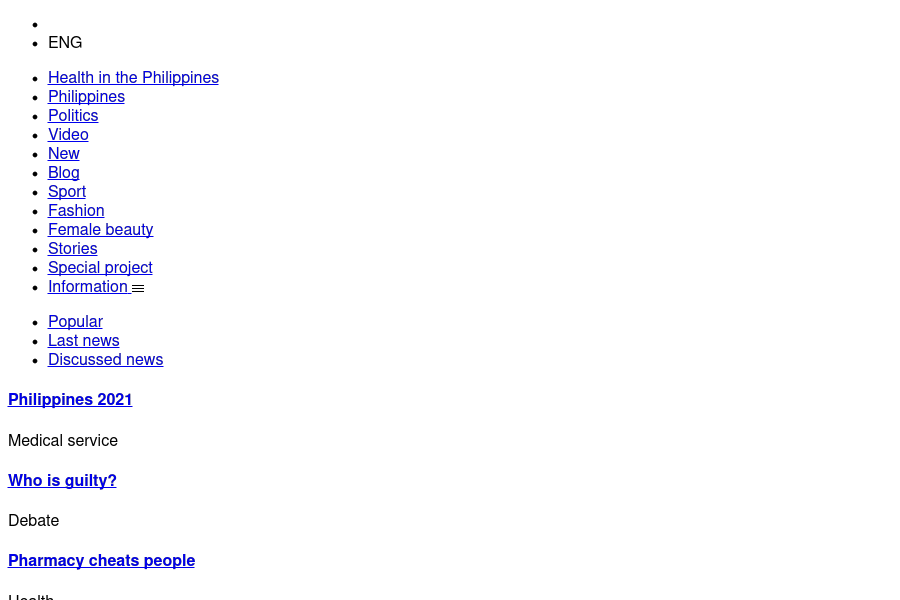 ENG
Health in the Philippines
Philippines
Politics
Video
New
Blog
Sport
Fashion
Female beauty
Stories
Special project
Information
Popular
Last news
Discussed news
Philippines 2021
Medical service
Who is guilty?
Debate
Pharmacy cheats people
Health